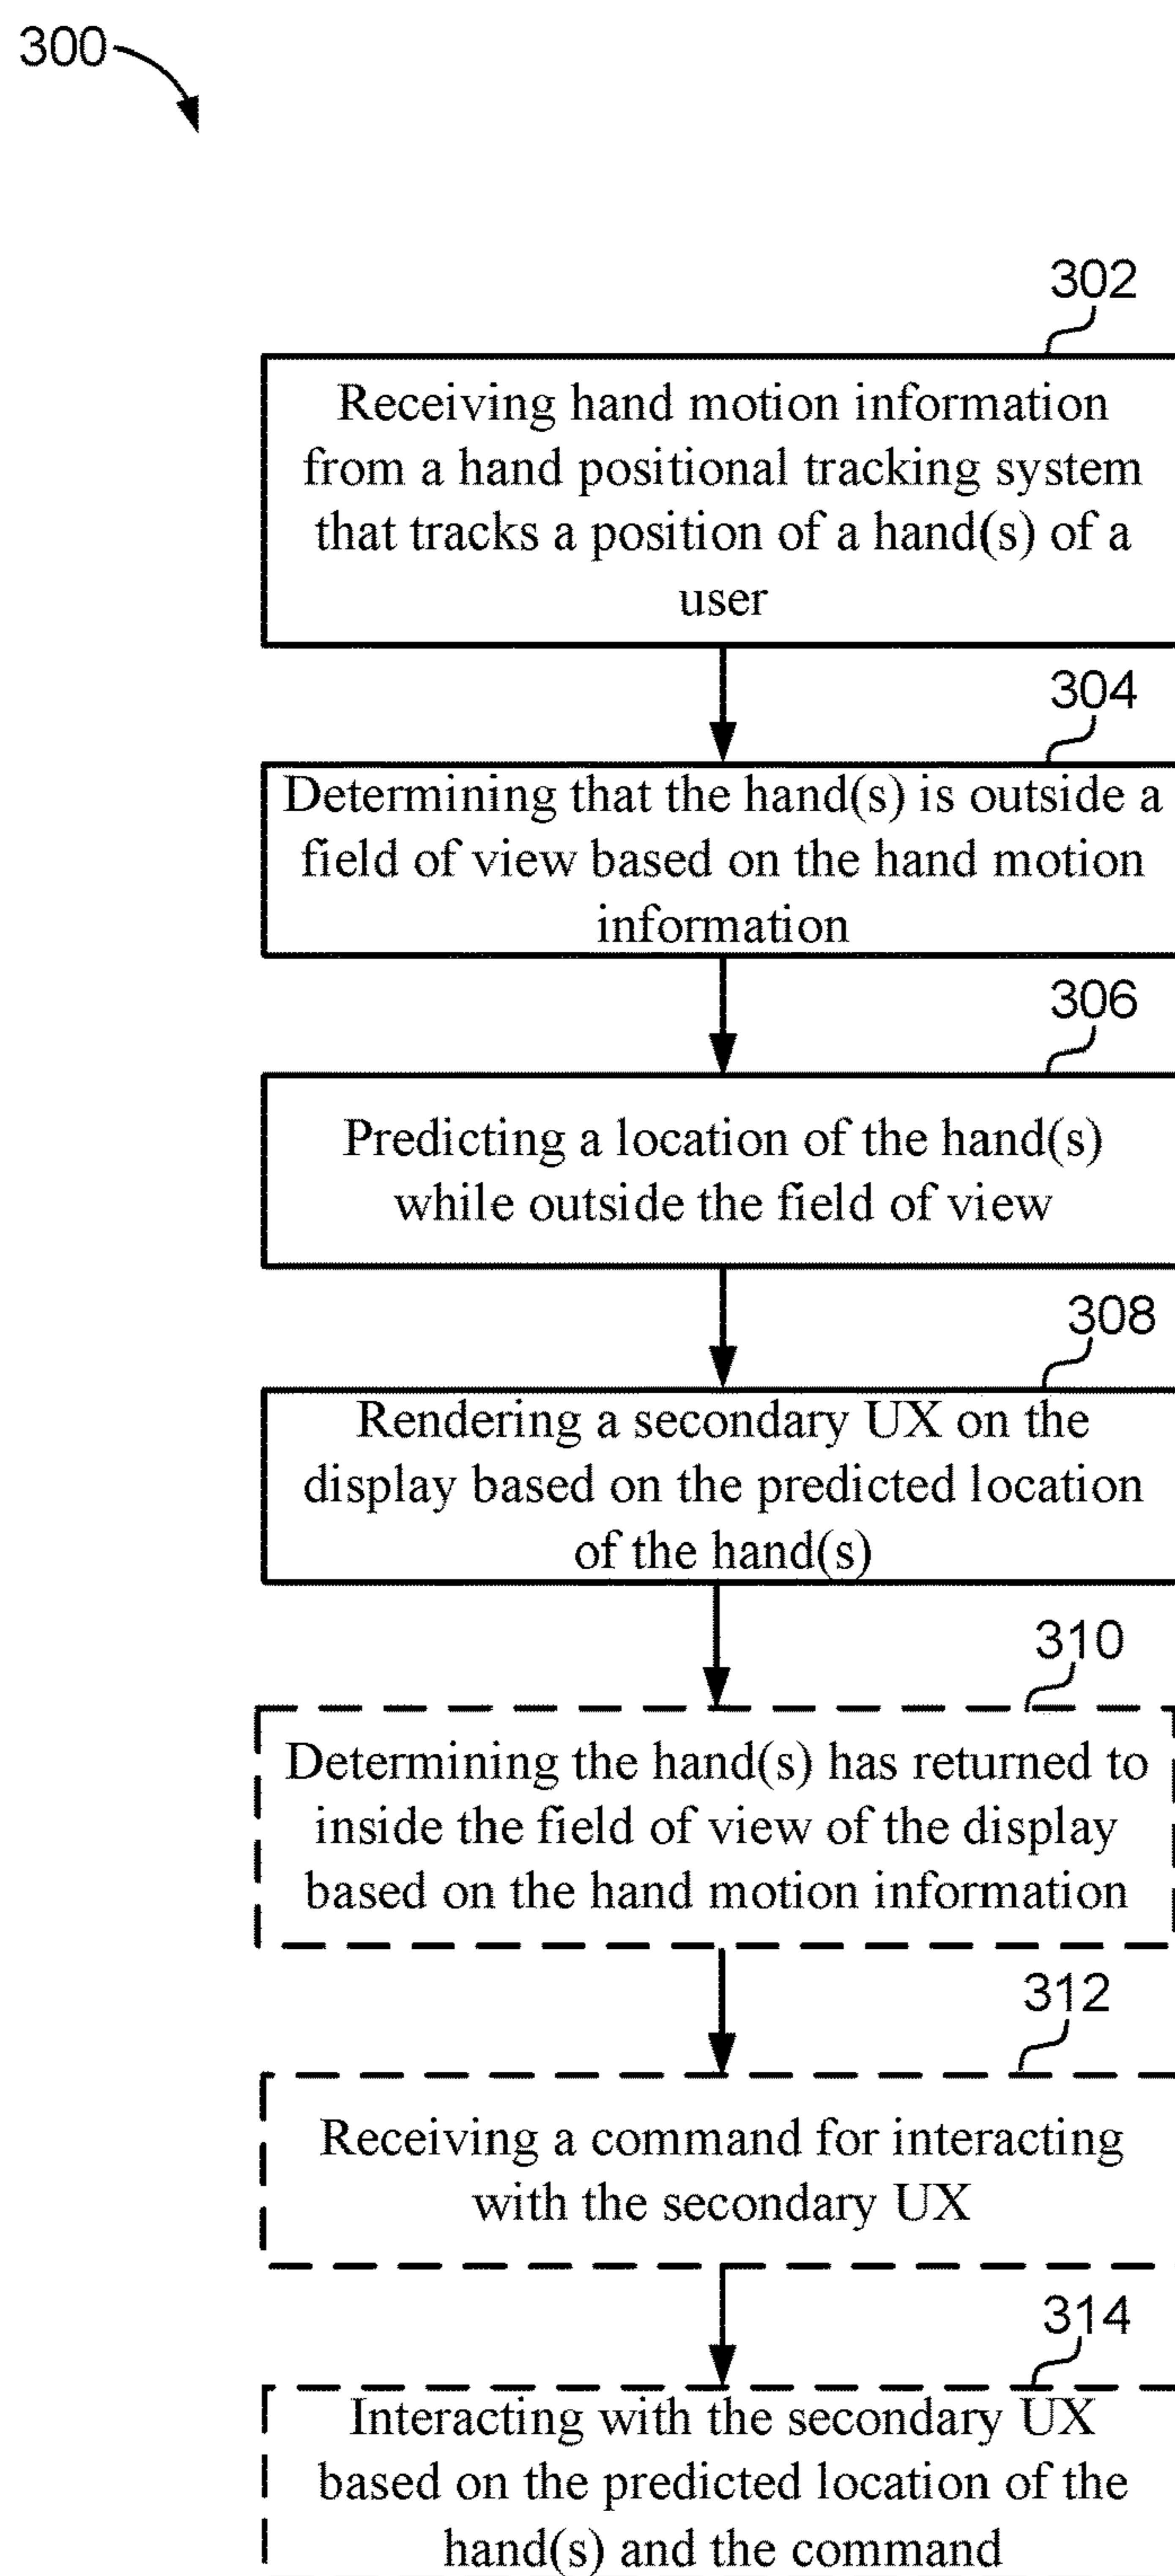 300
302
Receiving hand motion information
from a hand positional tracking system
that tracks a position of a hand(s) of a
user
304
Determining that the hand(s) is outside a
field of view based on the hand motion
information
306
Predicting a location of the hand(s)
while outside the field of view
308
Rendering a secondary UX on the
display based on the predicted location
of the hand(s)
310
Determining the hand(s) has returned to
inside the field of view of the display
based on the hand motion information
312
Receiving a command for interacting
with the secondary UX
314
Interacting with the secondary UX
based on the predicted location of the
hand(s) and the command